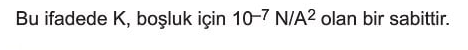 Bu ifadede K, boşluk için 10⁻⁷ N/A² olan bir sabittir.